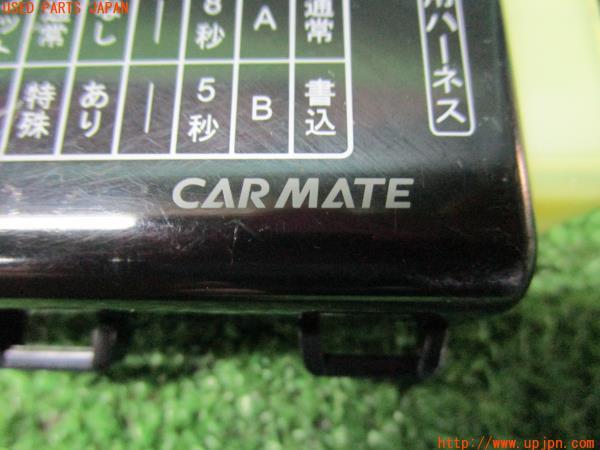 USED PARTS JAPAN
常 なし ― 8秒 A 通常
特殊 あり ― 5秒 B 書込
ハーネス
CARMATE
http://www.upjpn.com/